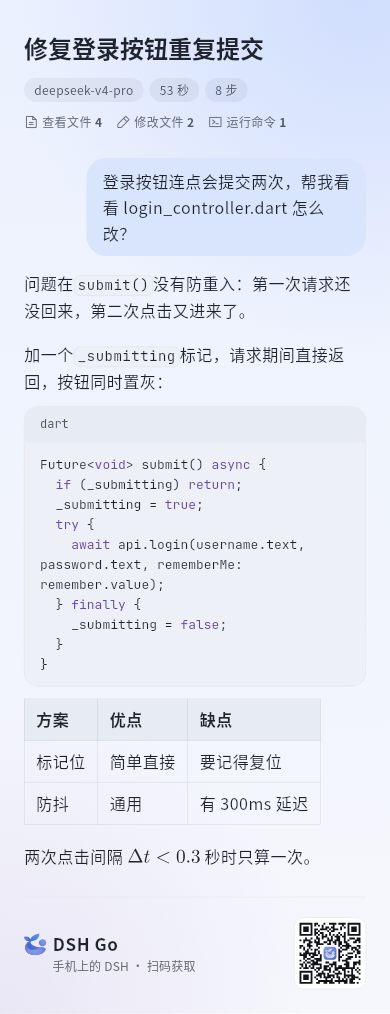 修复登录按钮重复提交
deepseek-v4-pro 53 秒 8 步
查看文件 4 修改文件 2 运行命令 1
登录按钮连点会提交两次，帮我看
看 login_controller.dart 怎么
改？
问题在 submit() 没有防重入：第一次请求还
没回来，第二次点击又进来了。
加一个 _submitting 标记，请求期间直接返
回，按钮同时置灰：
dart
Future<void> submit() async {
  if (_submitting) return;
  _submitting = true;
  try {
    await api.login(username.text,
password.text, rememberMe:
remember.value);
  } finally {
    _submitting = false;
  }
}
方案 优点 缺点
标记位 简单直接 要记得复位
防抖 通用 有 300ms 延迟
两次点击间隔 Δt < 0.3 秒时只算一次。
DSH Go
手机上的 DSH · 扫码获取